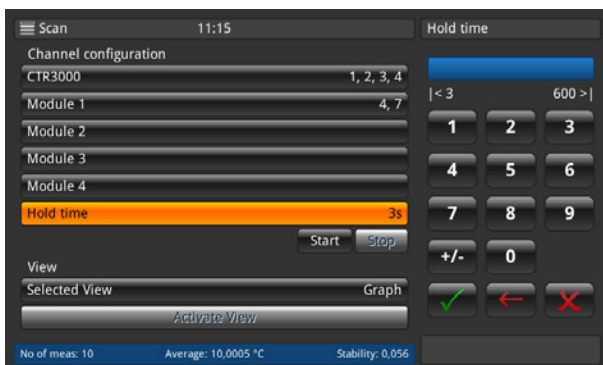 Scan 11:15
Channel configuration
CTR3000 1, 2, 3, 4
Module 1 4, 7
Module 2
Module 3
Module 4
Hold time 3s
Start Stop
View
Selected View Graph
Activate View
No of meas: 10 Average: 10,0005 °C Stability: 0,056
Hold time
|< 3 600 >|
1 2 3
4 5 6
7 8 9
+/- 0